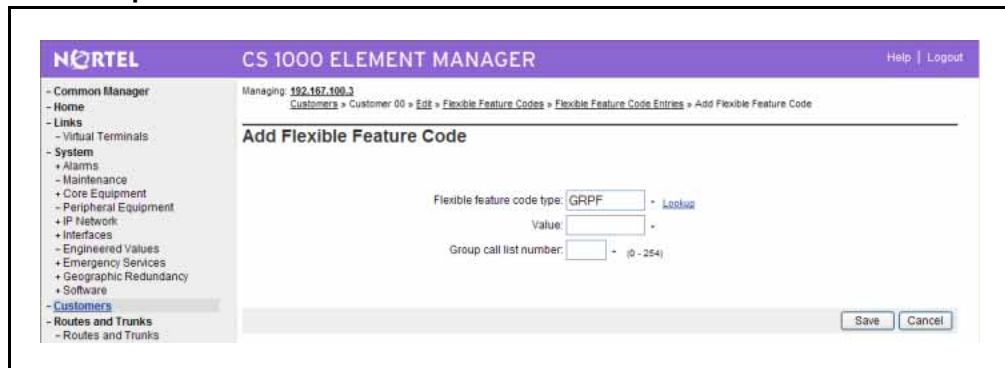 NORTEL
CS 1000 ELEMENT MANAGER
Help | Logout
- Common Manager
- Home
- Links
- Virtual Terminals
- System
+ Alarms
- Maintenance
+ Core Equipment
- Peripheral Equipment
+ IP Network
+ Interfaces
- Engineered Values
+ Emergency Services
+ Geographic Redundancy
+ Software
- Customers
- Routes and Trunks
- Routes and Trunks
Managing: 192.167.100.3
Customers » Customer 00 » Edit » Flexible Feature Codes » Flexible Feature Code Entries » Add Flexible Feature Code
Add Flexible Feature Code
Flexible feature code type: GRPF * Lookup
Value: *
Group call list number: * (0 - 254)
Save Cancel